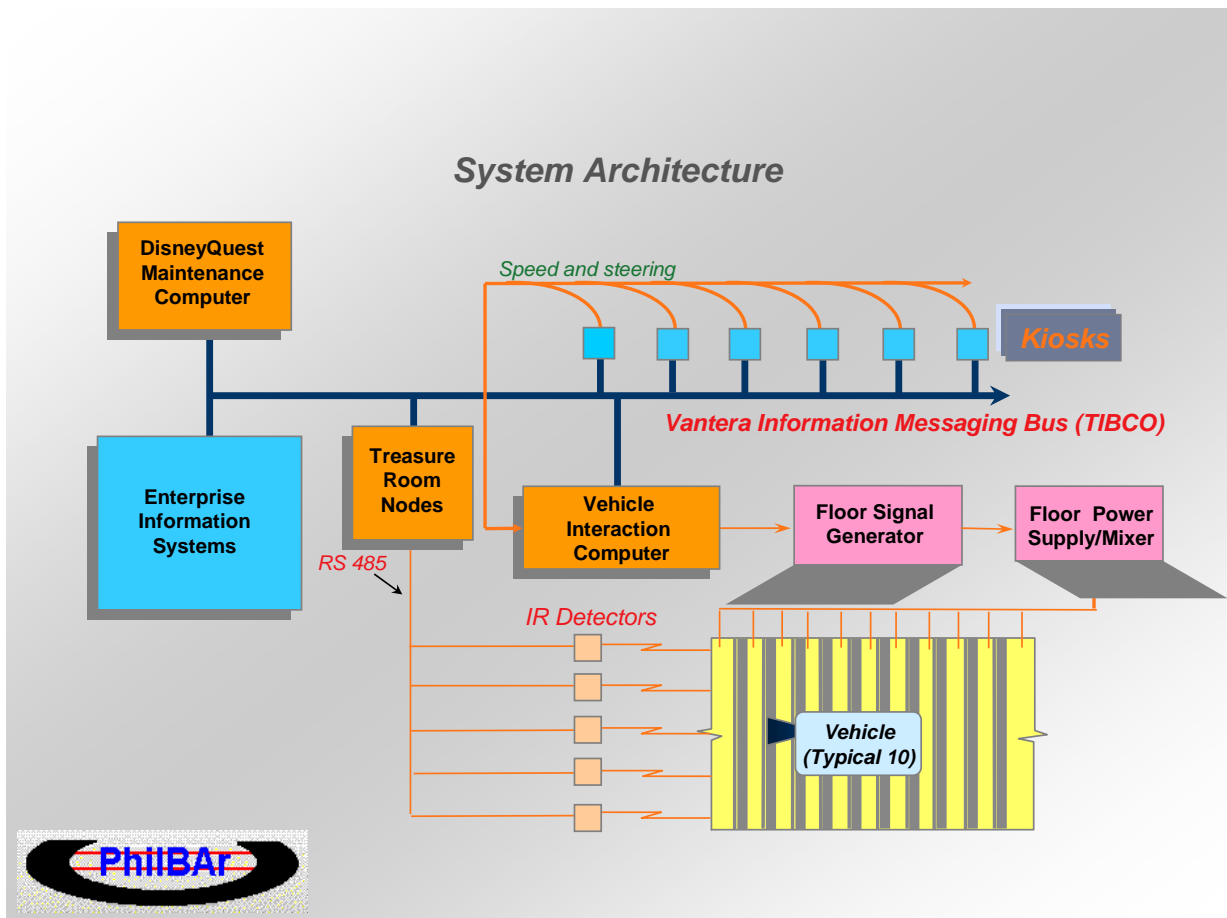 System Architecture
DisneyQuest
Maintenance
Computer
Speed and steering
Kiosks
Vantera Information Messaging Bus (TIBCO)
Enterprise
Information
Systems
Treasure
Room
Nodes
Vehicle
Interaction
Computer
Floor Signal
Generator
Floor Power
Supply/Mixer
RS 485
IR Detectors
Vehicle
(Typical 10)
PhilBAr